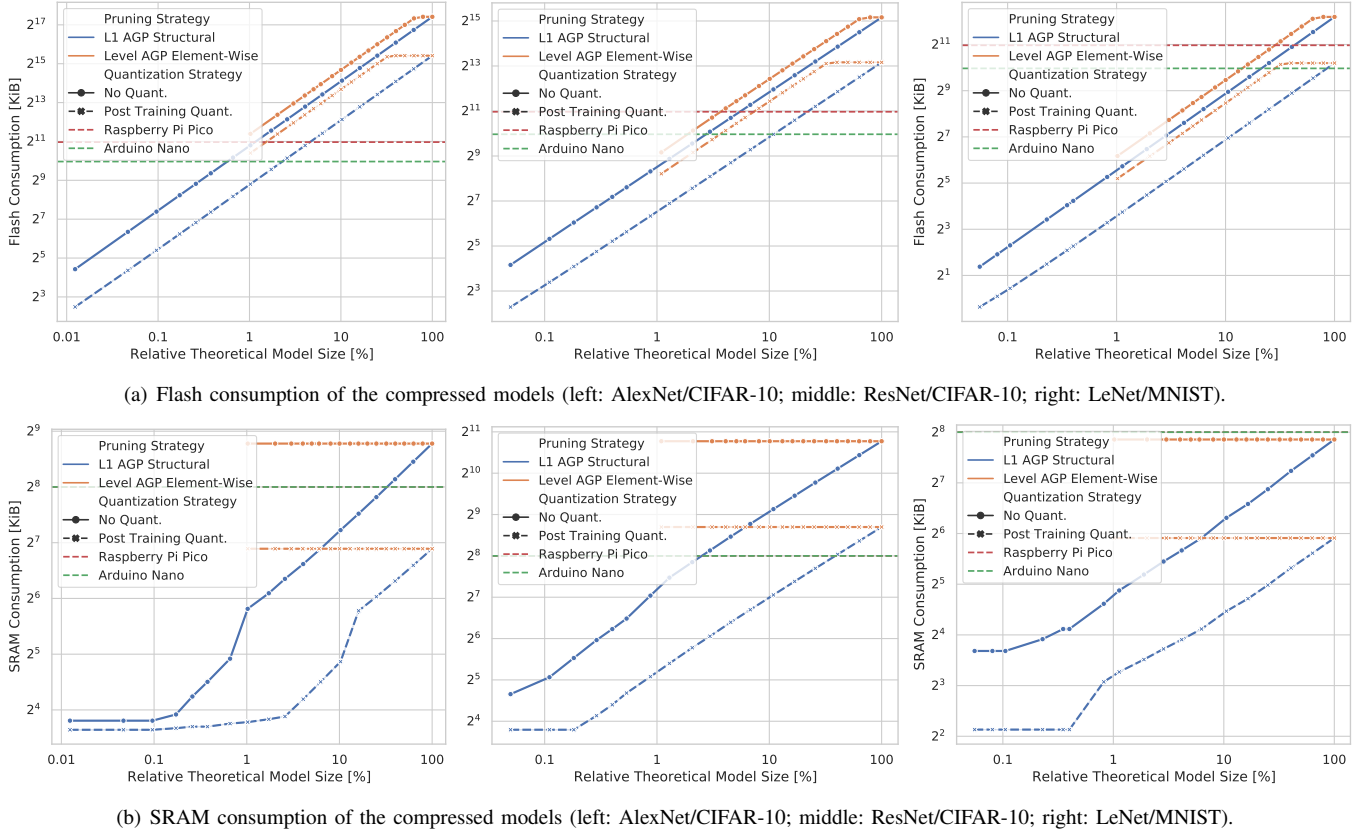 2^17
2^15
2^13
2^11
2^9
2^7
2^5
2^3
Flash Consumption [KiB]
Pruning Strategy
L1 AGP Structural
Level AGP Element-Wise
Quantization Strategy
No Quant.
Post Training Quant.
Raspberry Pi Pico
Arduino Nano
0.01 0.1 1 10 100
Relative Theoretical Model Size [%]
2^15
2^13
2^11
2^9
2^7
2^5
2^3
Pruning Strategy
L1 AGP Structural
Level AGP Element-Wise
Quantization Strategy
No Quant.
Post Training Quant.
Raspberry Pi Pico
Arduino Nano
0.1 1 10 100
Relative Theoretical Model Size [%]
2^11
2^9
2^7
2^5
2^3
2^1
Flash Consumption [KiB]
Pruning Strategy
L1 AGP Structural
Level AGP Element-Wise
Quantization Strategy
No Quant.
Post Training Quant.
Raspberry Pi Pico
Arduino Nano
0.1 1 10 100
Relative Theoretical Model Size [%]
(a) Flash consumption of the compressed models (left: AlexNet/CIFAR-10; middle: ResNet/CIFAR-10; right: LeNet/MNIST).
2^9
2^8
2^7
2^6
2^5
2^4
SRAM Consumption [KiB]
Pruning Strategy
L1 AGP Structural
Level AGP Element-Wise
Quantization Strategy
No Quant.
Post Training Quant.
Raspberry Pi Pico
Arduino Nano
0.01 0.1 1 10 100
Relative Theoretical Model Size [%]
2^11
2^10
2^9
2^8
2^7
2^6
2^5
2^4
Pruning Strategy
L1 AGP Structural
Level AGP Element-Wise
Quantization Strategy
No Quant.
Post Training Quant.
Raspberry Pi Pico
Arduino Nano
0.1 1 10 100
Relative Theoretical Model Size [%]
2^8
2^7
2^6
2^5
2^4
2^3
2^2
SRAM Consumption [KiB]
Pruning Strategy
L1 AGP Structural
Level AGP Element-Wise
Quantization Strategy
No Quant.
Post Training Quant.
Raspberry Pi Pico
Arduino Nano
0.1 1 10 100
Relative Theoretical Model Size [%]
(b) SRAM consumption of the compressed models (left: AlexNet/CIFAR-10; middle: ResNet/CIFAR-10; right: LeNet/MNIST).